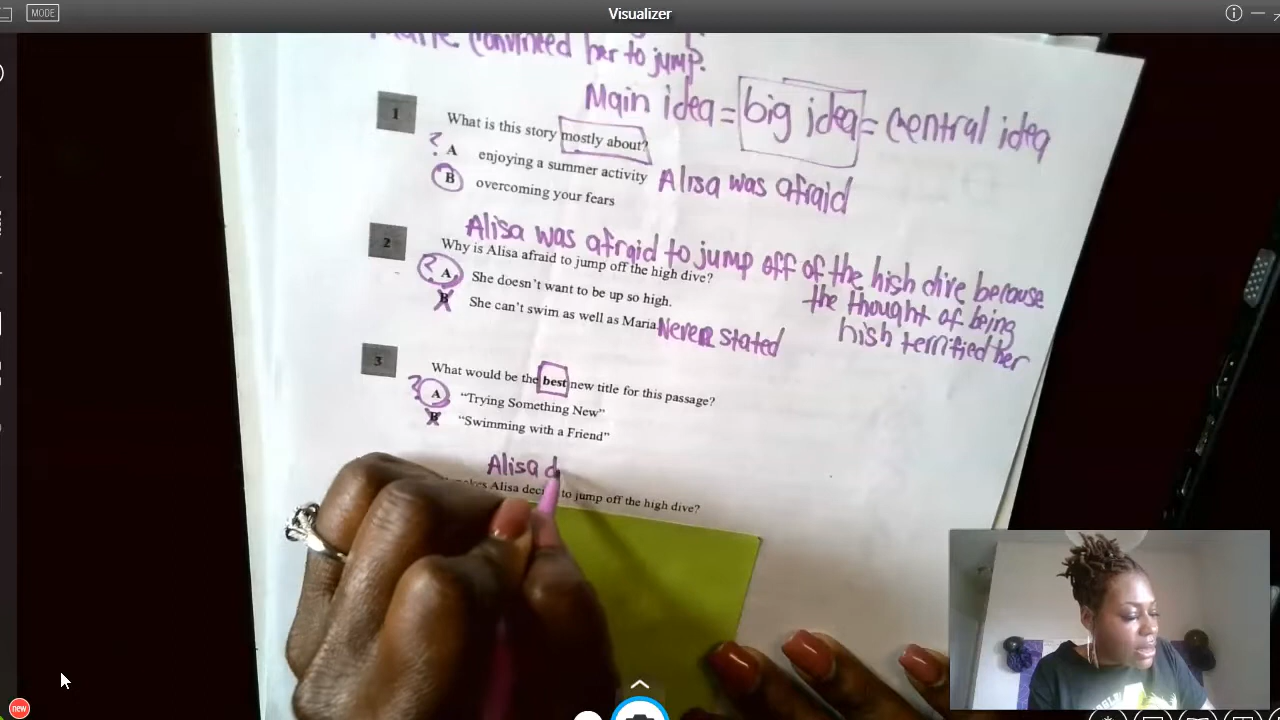 MODE
Visualizer
convinced her to jump.
Main idea = big idea = central idea
1
What is this story mostly about?
? A enjoying a summer activity
B overcoming your fears
Alisa was afraid
Alisa was afraid to jump off of the high dive because
the thought of being
high terrified her
2
Why is Alisa afraid to jump off the high dive?
? A She doesn't want to be up so high.
B She can't swim as well as Maria.
Never stated
3
What would be the best new title for this passage?
? A "Trying Something New"
B "Swimming with a Friend"
Alisa d
makes Alisa decide to jump off the high dive?
new